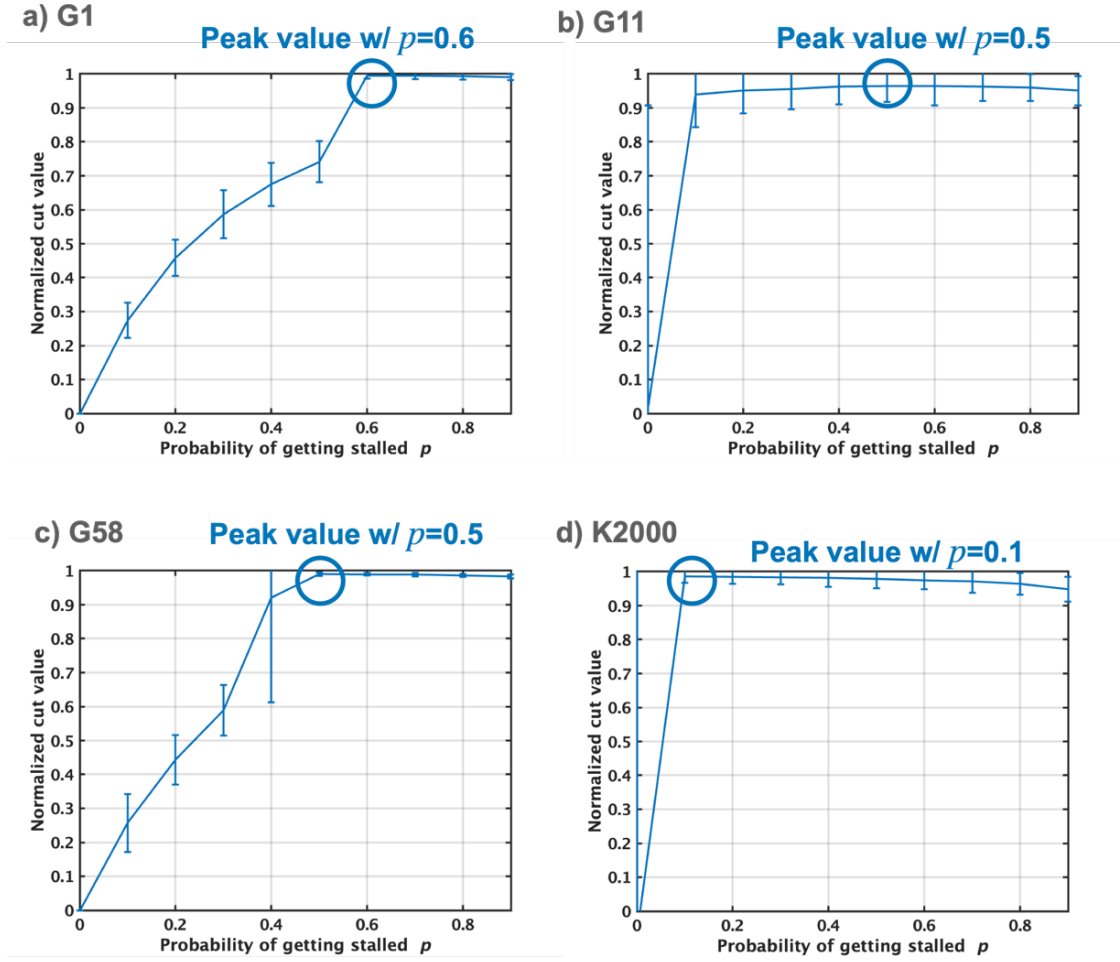 a) G1
Peak value w/ p=0.6
1
0.9
0.8
0.7
0.6
0.5
0.4
0.3
0.2
0.1
0
Normalized cut value
0 0.2 0.4 0.6 0.8
Probability of getting stalled p
b) G11
Peak value w/ p=0.5
1
0.9
0.8
0.7
0.6
0.5
0.4
0.3
0.2
0.1
0
Normalized cut value
0 0.2 0.4 0.6 0.8
Probability of getting stalled p
c) G58
Peak value w/ p=0.5
1
0.9
0.8
0.7
0.6
0.5
0.4
0.3
0.2
0.1
0
Normalized cut value
0 0.2 0.4 0.6 0.8
Probability of getting stalled p
d) K2000
Peak value w/ p=0.1
1
0.9
0.8
0.7
0.6
0.5
0.4
0.3
0.2
0.1
0
Normalized cut value
0 0.2 0.4 0.6 0.8
Probability of getting stalled p